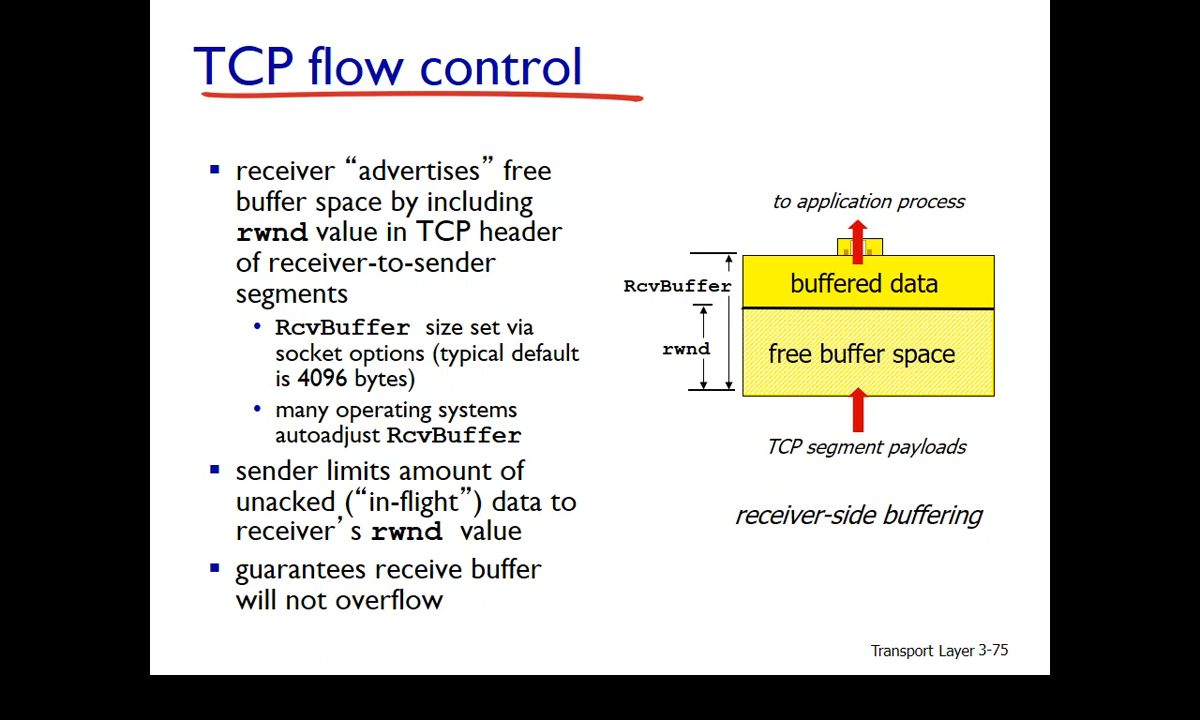 TCP flow control
receiver “advertises” free
buffer space by including
rwnd value in TCP header
of receiver-to-sender
segments
RcvBuffer size set via
socket options (typical default
is 4096 bytes)
many operating systems
autoadjust RcvBuffer
sender limits amount of
unacked (“in-flight”) data to
receiver’s rwnd value
guarantees receive buffer
will not overflow
to application process
RcvBuffer
buffered data
rwnd
free buffer space
TCP segment payloads
receiver-side buffering
Transport Layer 3-75